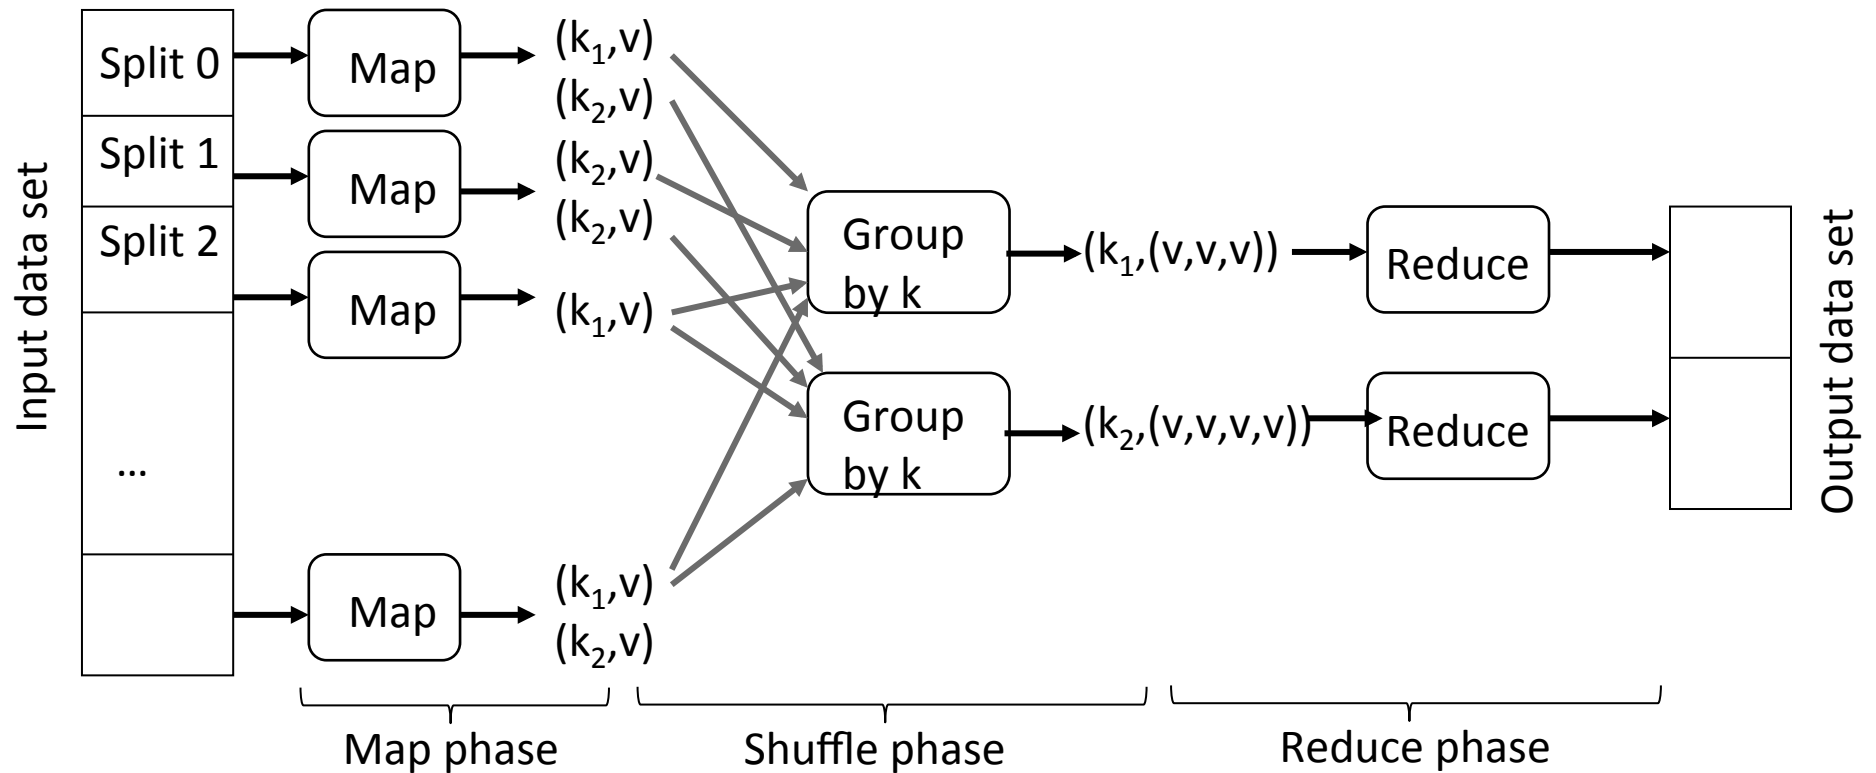 Input data set
Split 0
Split 1
Split 2
...
Map
Map
Map
Map
(k₁,v)
(k₂,v)
(k₂,v)
(k₂,v)
(k₁,v)
(k₁,v)
(k₂,v)
Group
by k
Group
by k
(k₁,(v,v,v))
(k₂,(v,v,v,v))
Reduce
Reduce
Output data set
Map phase
Shuffle phase
Reduce phase